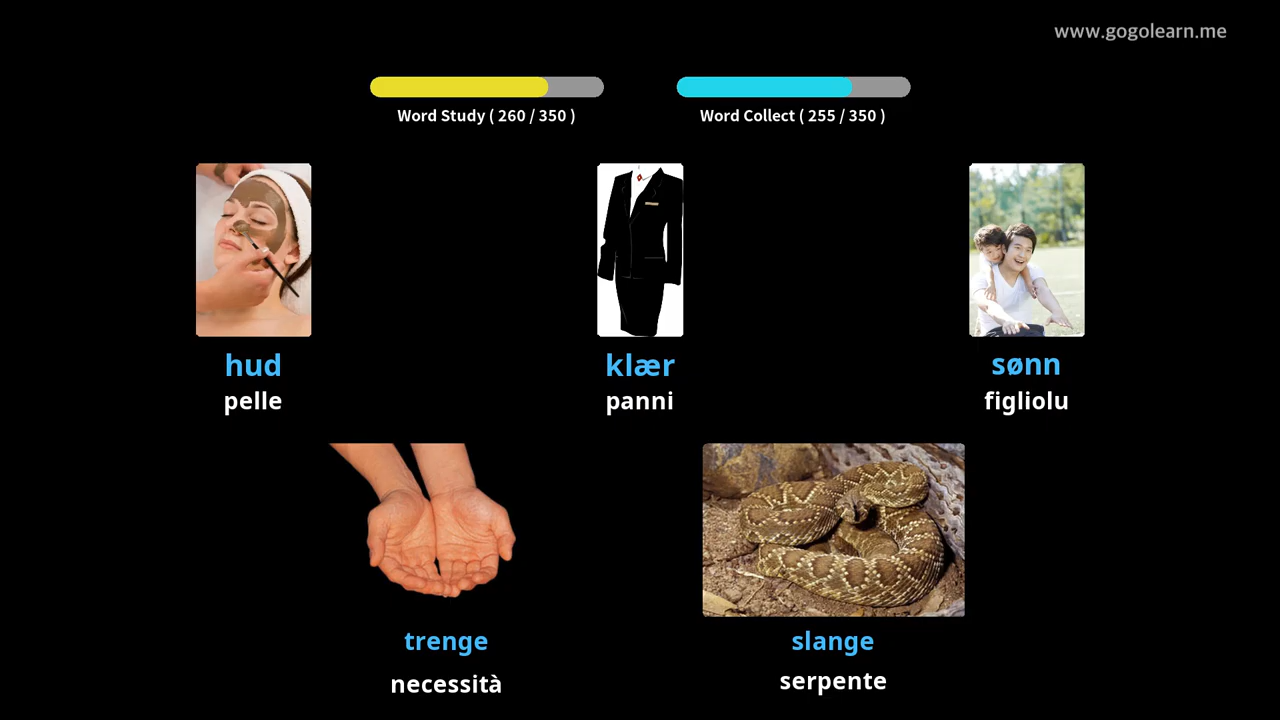 www.gogolearn.me
Word Study ( 260 / 350 )
Word Collect ( 255 / 350 )
hud
klær
sønn
pelle
panni
figliolu
trenge
slange
necessità
serpente